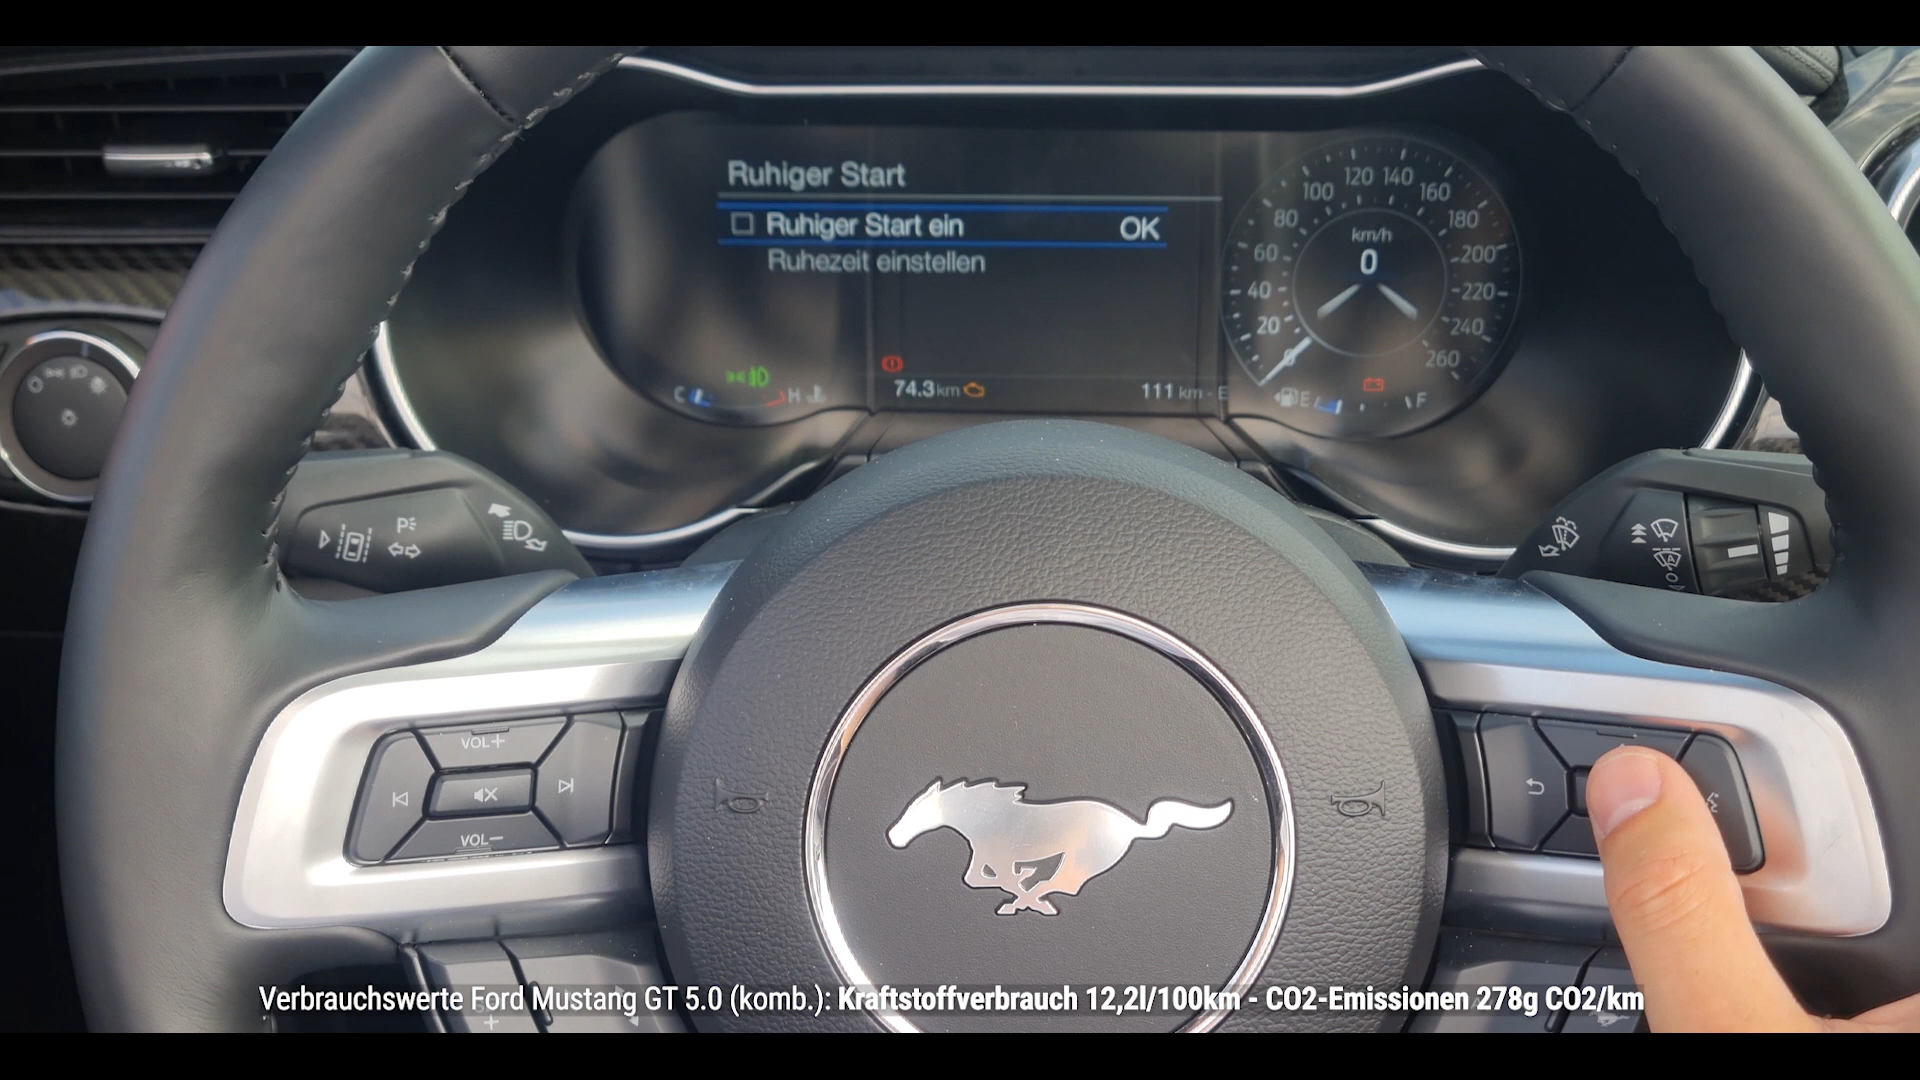 Ruhiger Start
Ruhiger Start ein OK
Ruhezeit einstellen
74.3 km
111 km - E
C H
0 20 40 60 80 100 120 140 160 180 200 220 240 260
km/h
0
E F
P
VOL+
VOL−
Verbrauchswerte Ford Mustang GT 5.0 (komb.): Kraftstoffverbrauch 12,2l/100km - CO2-Emissionen 278g CO2/km